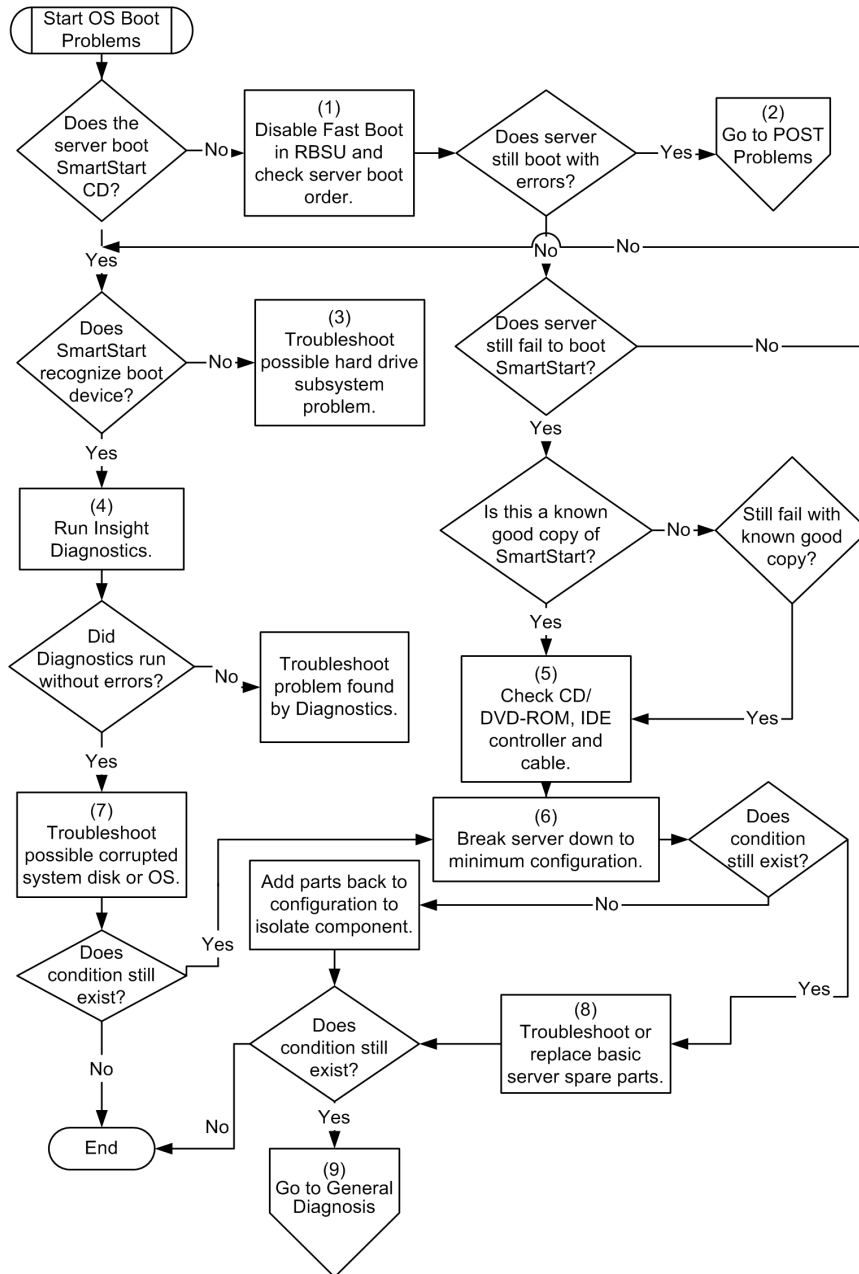 Start OS Boot
Problems
Does the
server boot
SmartStart
CD?
No
(1)
Disable Fast Boot
in RBSU and
check server boot
order.
Does server
still boot with
errors?
Yes
(2)
Go to POST
Problems
Yes
No
No
Does
SmartStart
recognize boot
device?
No
(3)
Troubleshoot
possible hard drive
subsystem
problem.
Does server
still fail to boot
SmartStart?
No
Yes
Yes
(4)
Run Insight
Diagnostics.
Is this a known
good copy of
SmartStart?
No
Still fail with
known good
copy?
Did
Diagnostics run
without errors?
No
Troubleshoot
problem found
by Diagnostics.
Yes
(5)
Check CD/
DVD-ROM, IDE
controller and
cable.
Yes
Yes
(7)
Troubleshoot
possible corrupted
system disk or OS.
(6)
Break server down to
minimum configuration.
Does
condition
still exist?
Add parts back to
configuration to
isolate component.
No
Yes
Does
condition still
exist?
Yes
Does
condition still
exist?
(8)
Troubleshoot or
replace basic
server spare parts.
No
No
Yes
End
(9)
Go to General
Diagnosis